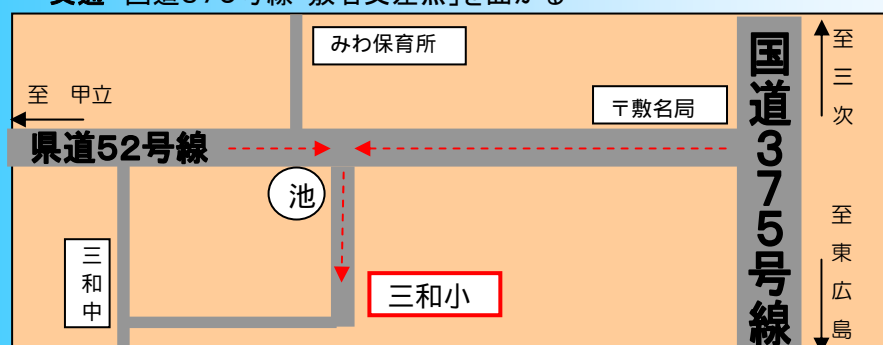 みわ保育所
至三次
至 甲立
〒敷名局
国道375号線
県道52号線
池
至東広島
三和中
三和小